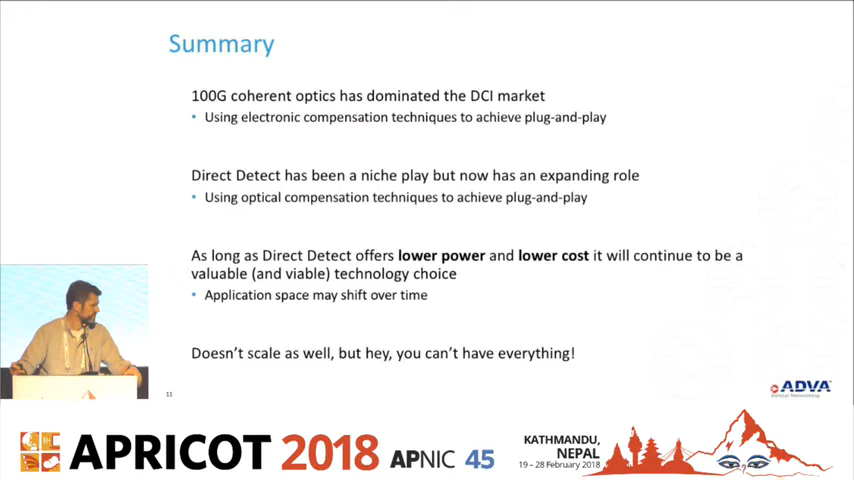 Summary
100G coherent optics has dominated the DCI market
• Using electronic compensation techniques to achieve plug-and-play
Direct Detect has been a niche play but now has an expanding role
• Using optical compensation techniques to achieve plug-and-play
As long as Direct Detect offers lower power and lower cost it will continue to be a
valuable (and viable) technology choice
• Application space may shift over time
Doesn't scale as well, but hey, you can't have everything!
11
ADVA
Optical Networking
APRICOT 2018
APNIC 45
KATHMANDU,
NEPAL
19 – 28 February 2018